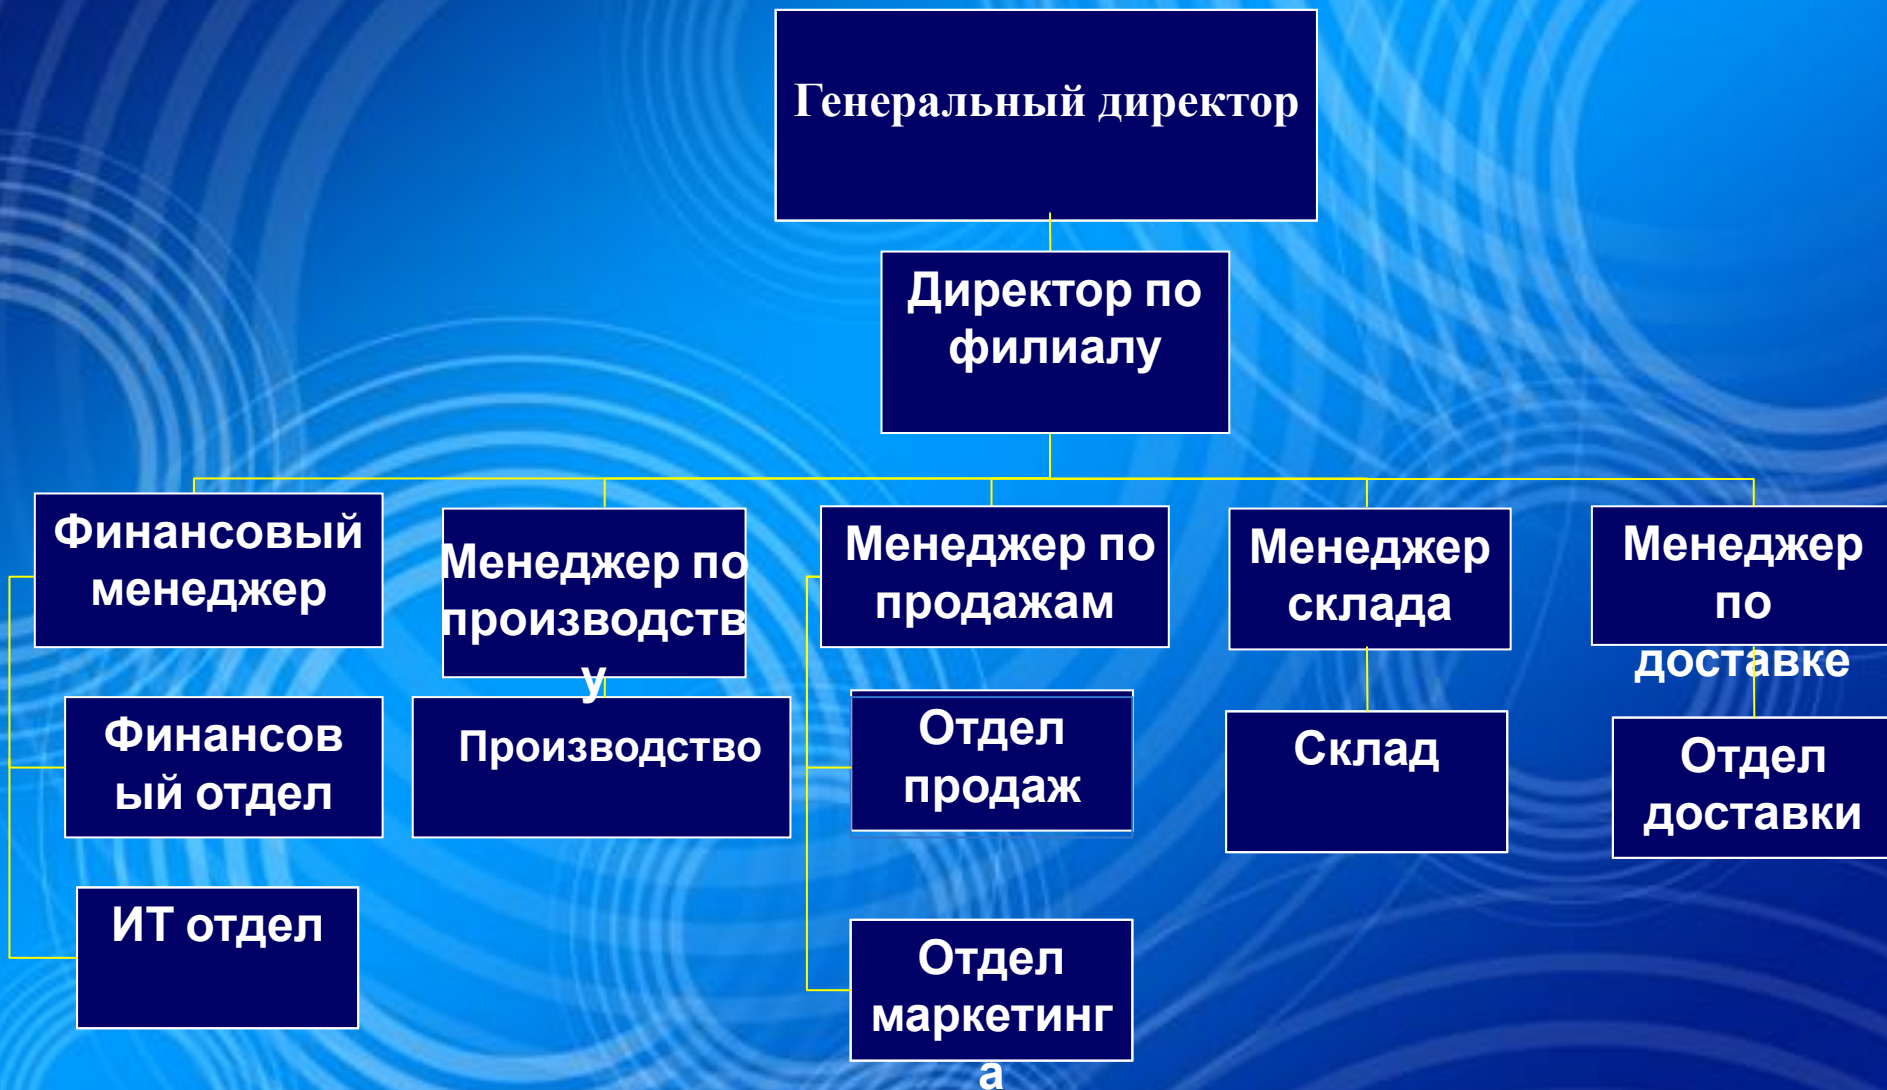 Генеральный директор
Директор по
филиалу
Финансовый
менеджер
Менеджер по
производств
у
Менеджер по
продажам
Менеджер
склада
Менеджер
по
доставке
Финансов
ый отдел
Производство
Отдел
продаж
Склад
Отдел
доставки
ИТ отдел
Отдел
маркетинг
а